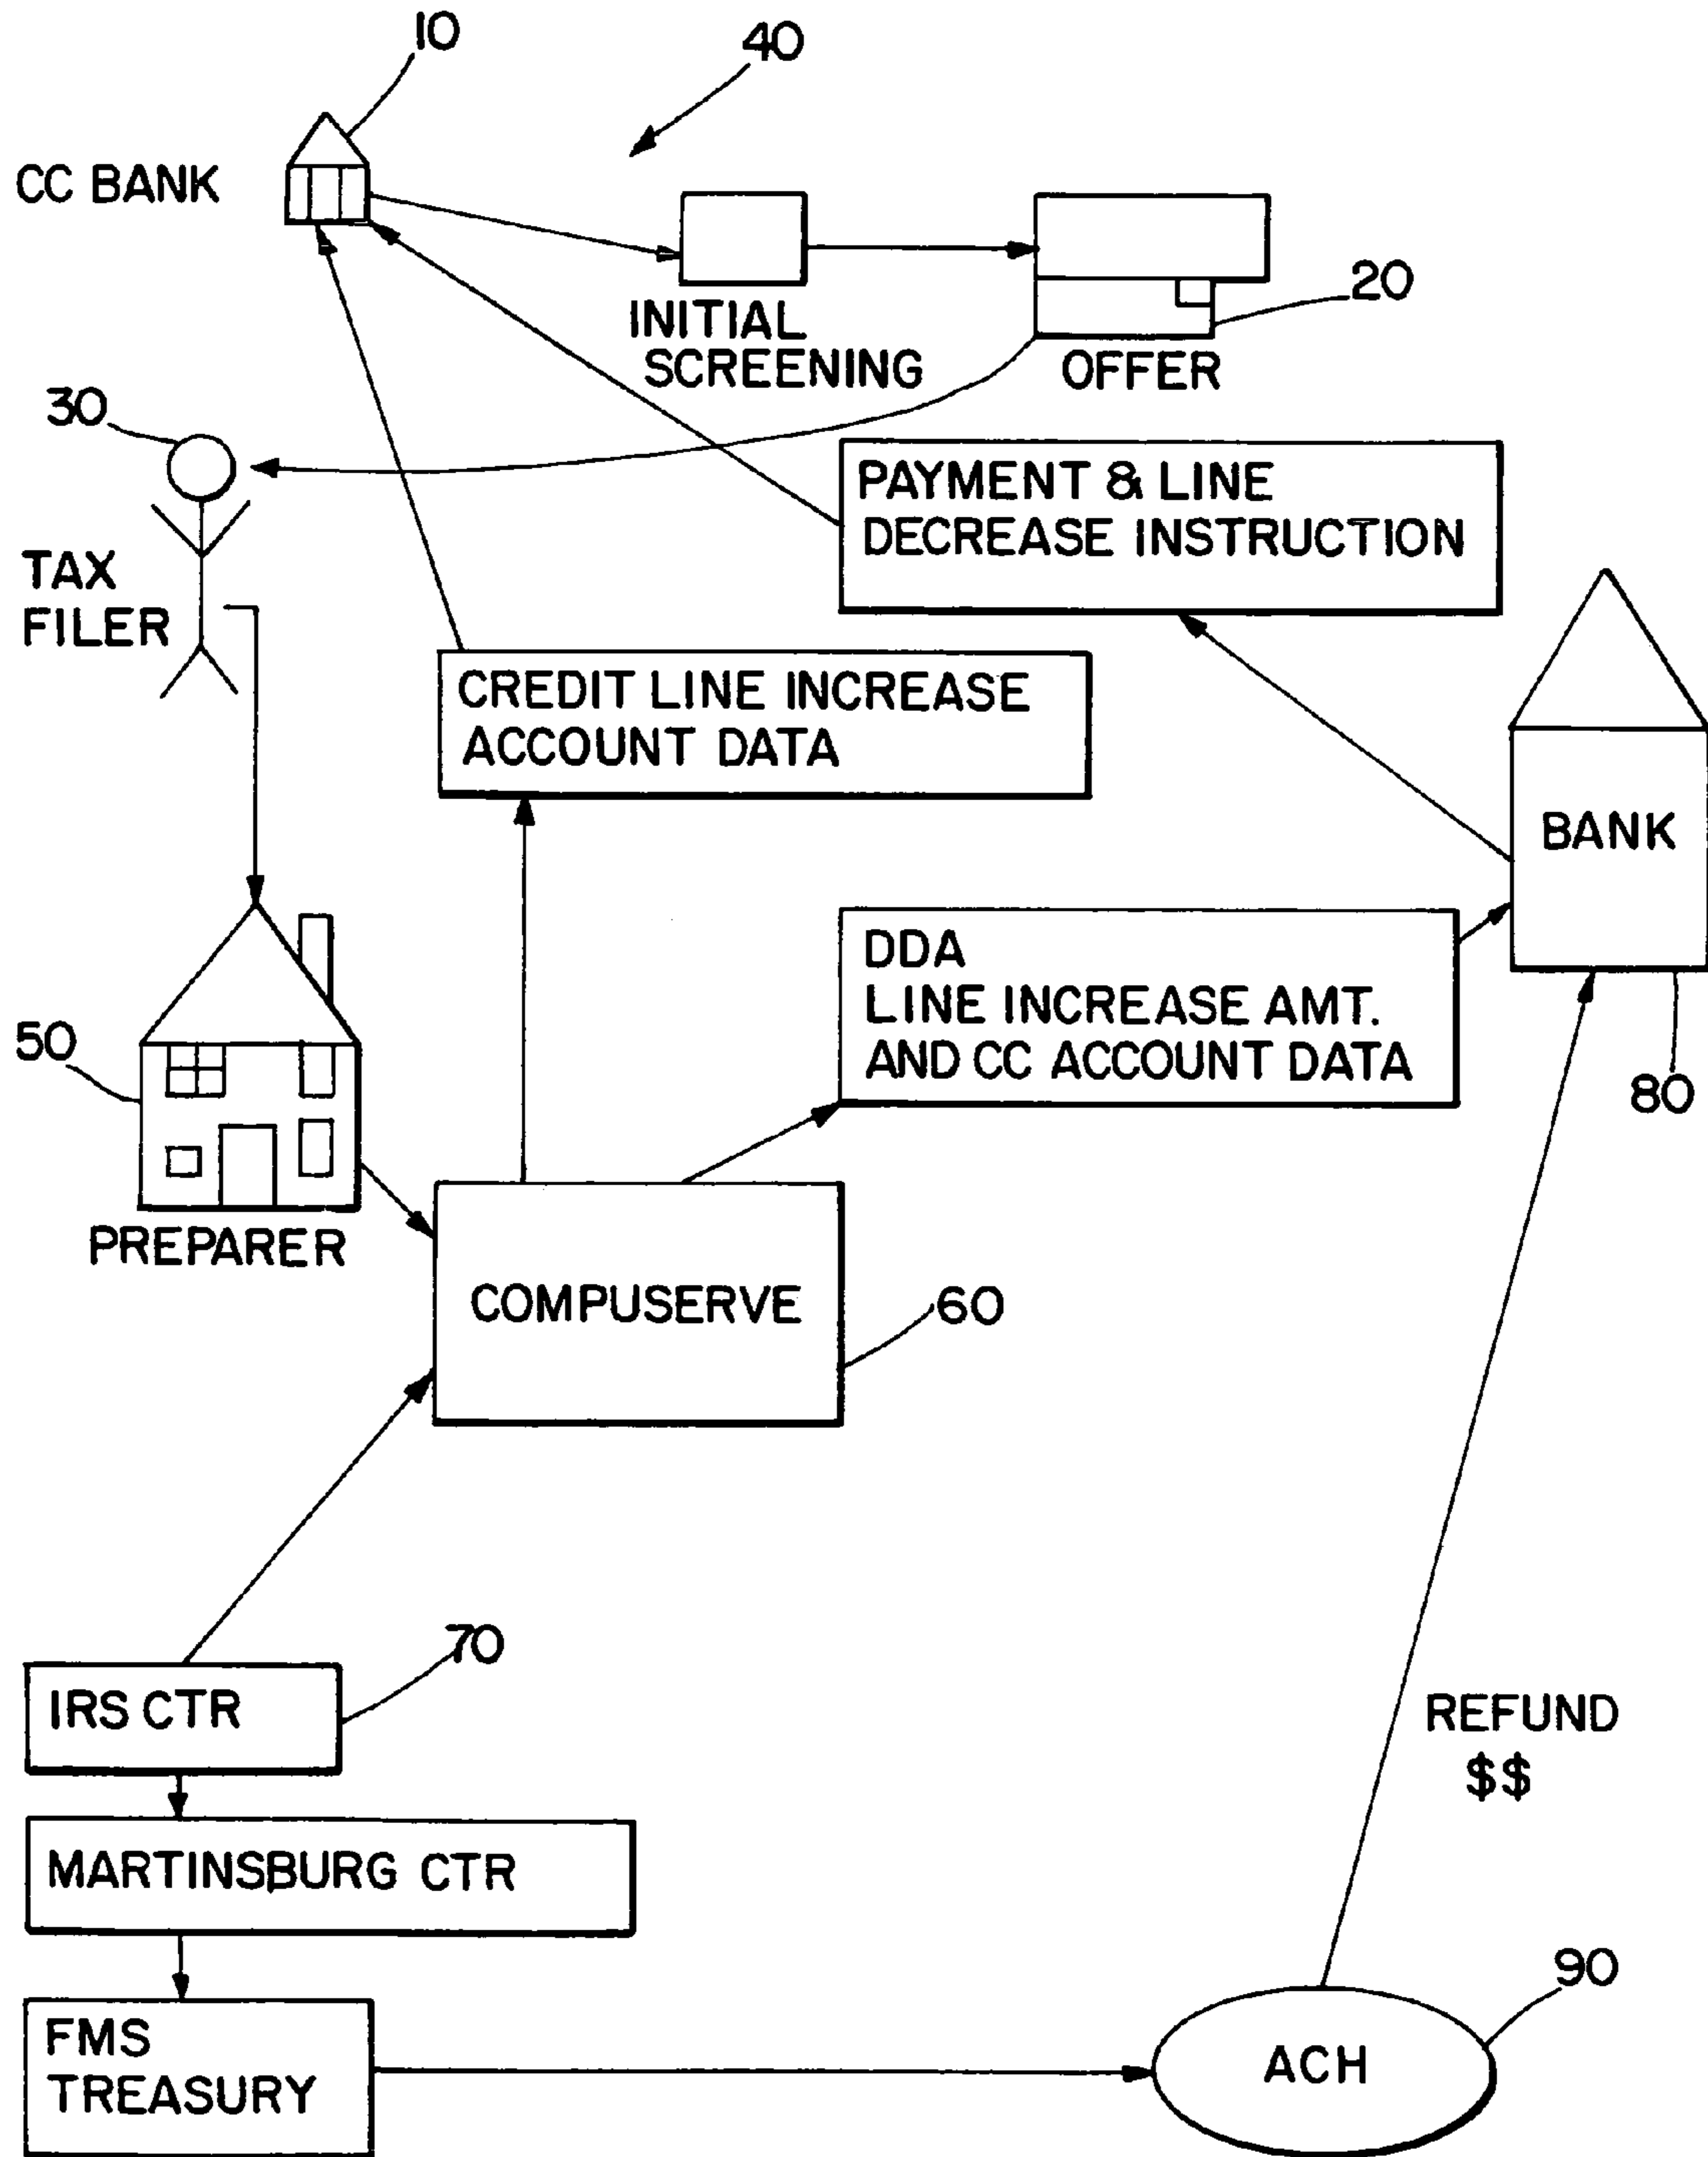 10
40
CC BANK
INITIAL
SCREENING
20
OFFER
30
TAX
FILER
PAYMENT & LINE
DECREASE INSTRUCTION
CREDIT LINE INCREASE
ACCOUNT DATA
BANK
80
DDA
LINE INCREASE AMT.
AND CC ACCOUNT DATA
50
PREPARER
COMPUSERVE
60
70
IRS CTR
REFUND
$$
MARTINSBURG CTR
FMS
TREASURY
90
ACH